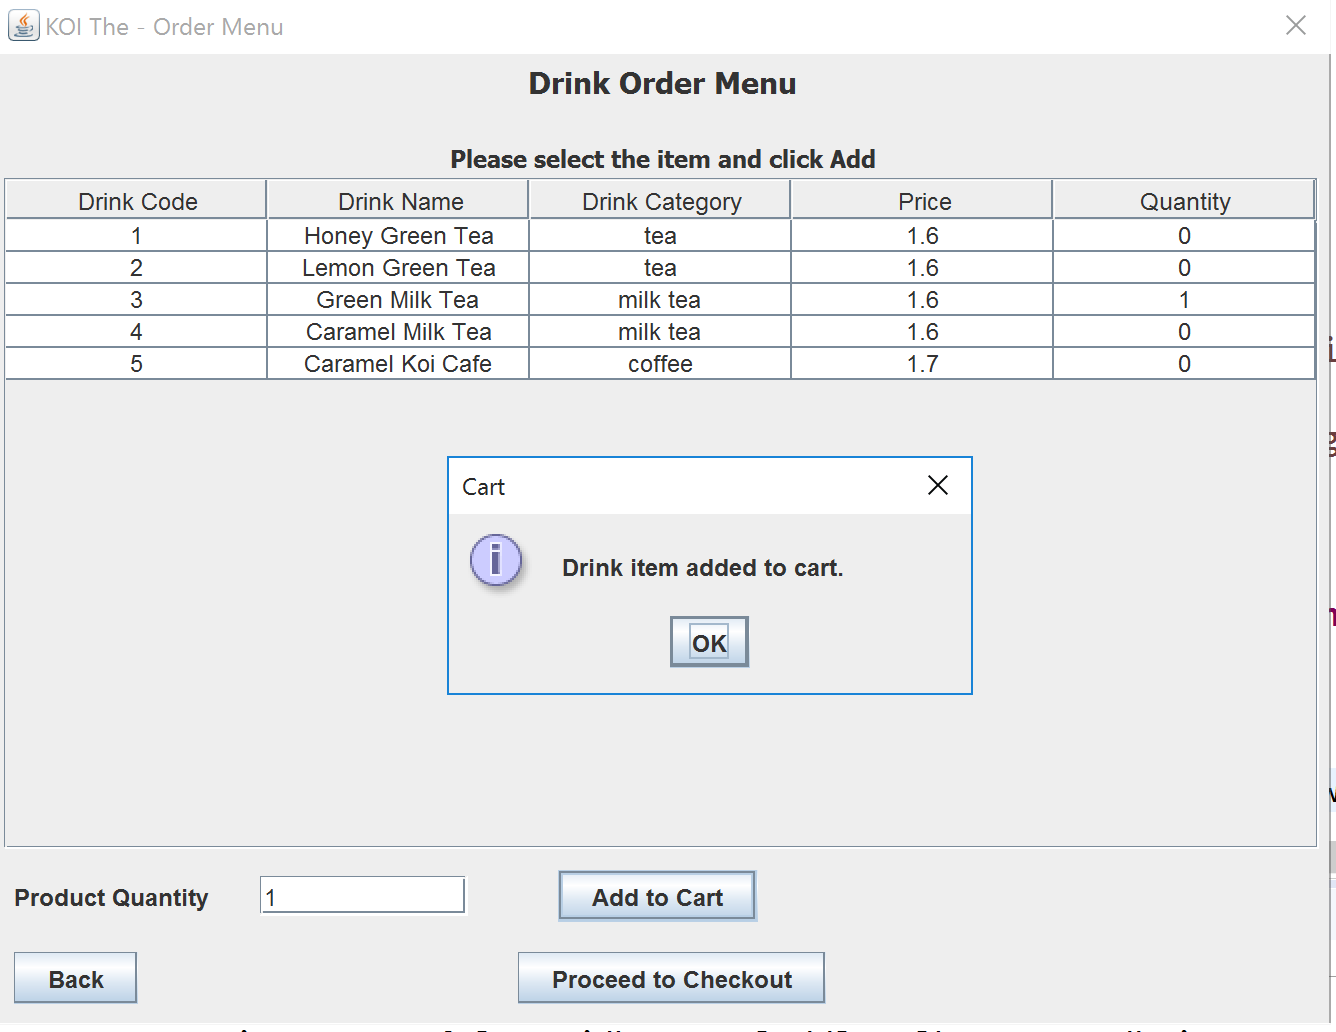 KOI The - Order Menu
Drink Order Menu
Please select the item and click Add
Drink Code Drink Name Drink Category Price Quantity
1 Honey Green Tea tea 1.6 0
2 Lemon Green Tea tea 1.6 0
3 Green Milk Tea milk tea 1.6 1
4 Caramel Milk Tea milk tea 1.6 0
5 Caramel Koi Cafe coffee 1.7 0
Cart
Drink item added to cart.
OK
Product Quantity 1 Add to Cart
Back Proceed to Checkout